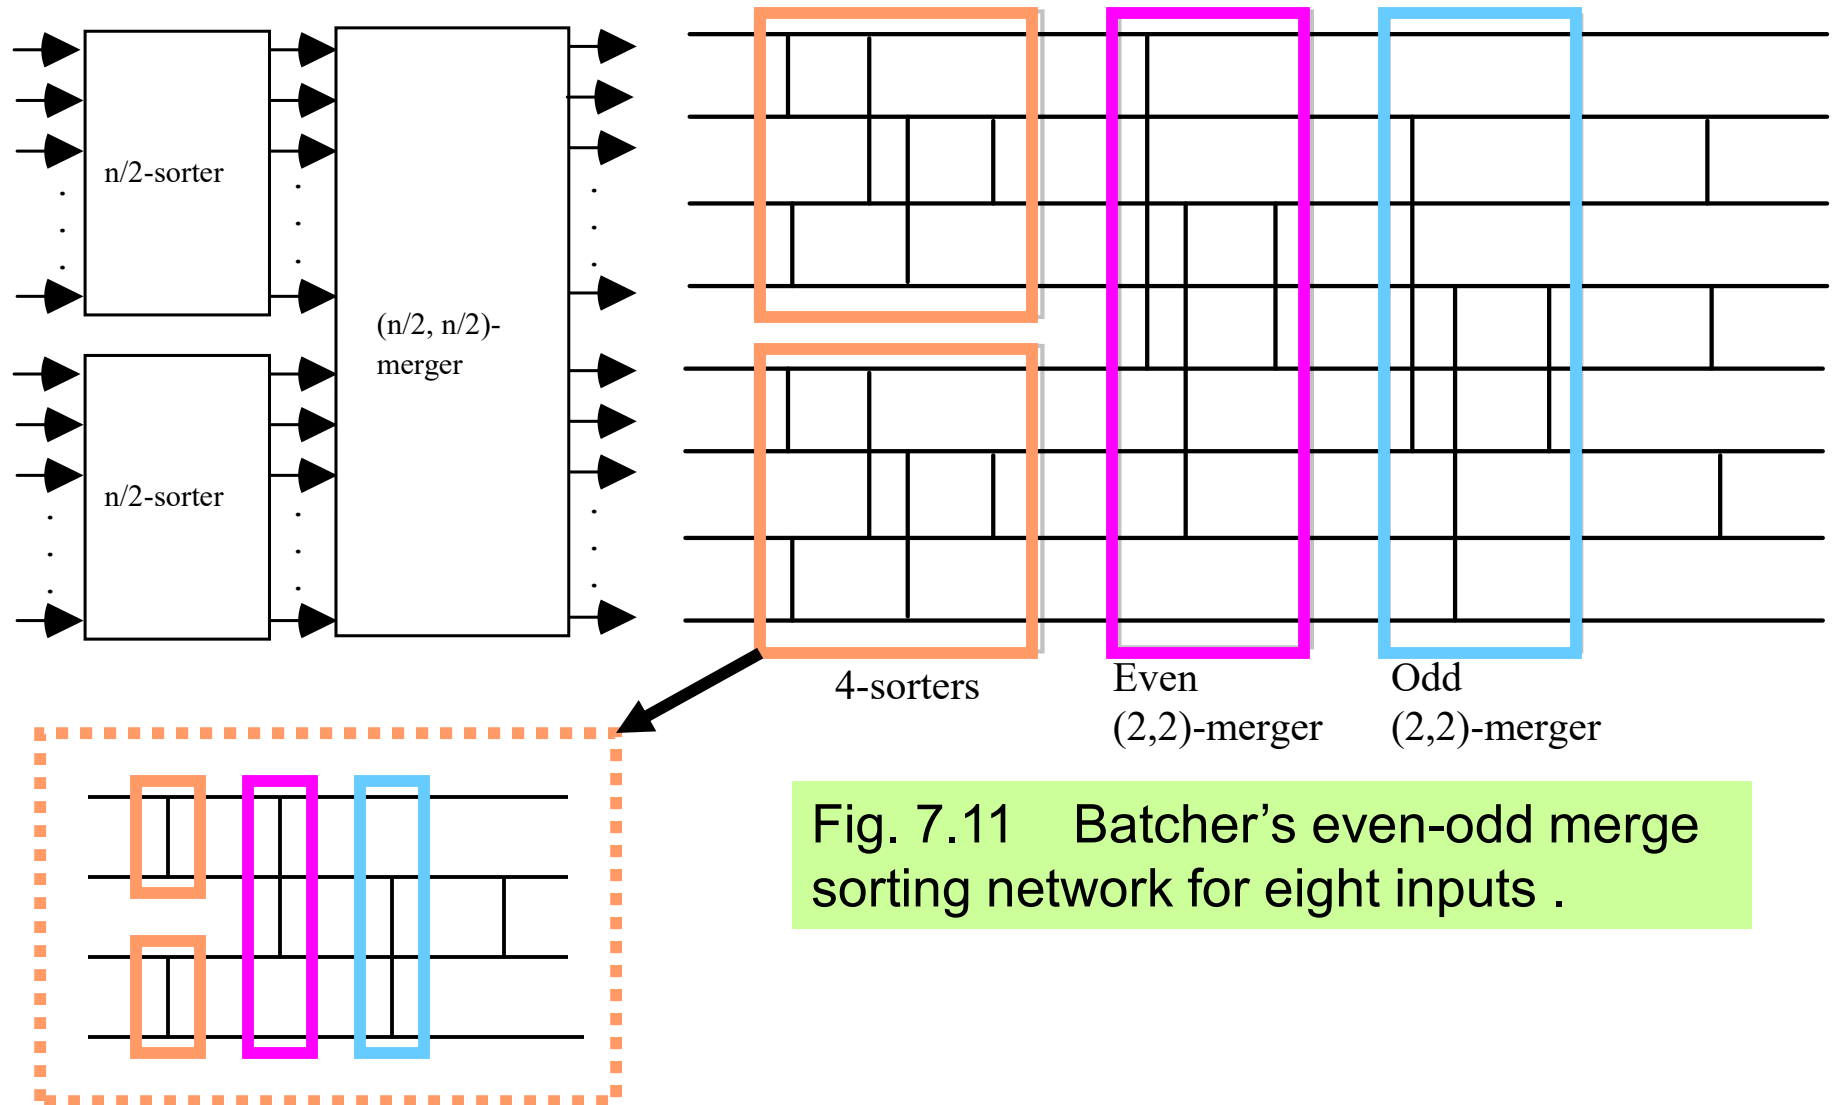 n/2-sorter
(n/2, n/2)-
merger
n/2-sorter
4-sorters
Even
(2,2)-merger
Odd
(2,2)-merger
Fig. 7.11 Batcher’s even-odd merge
sorting network for eight inputs .